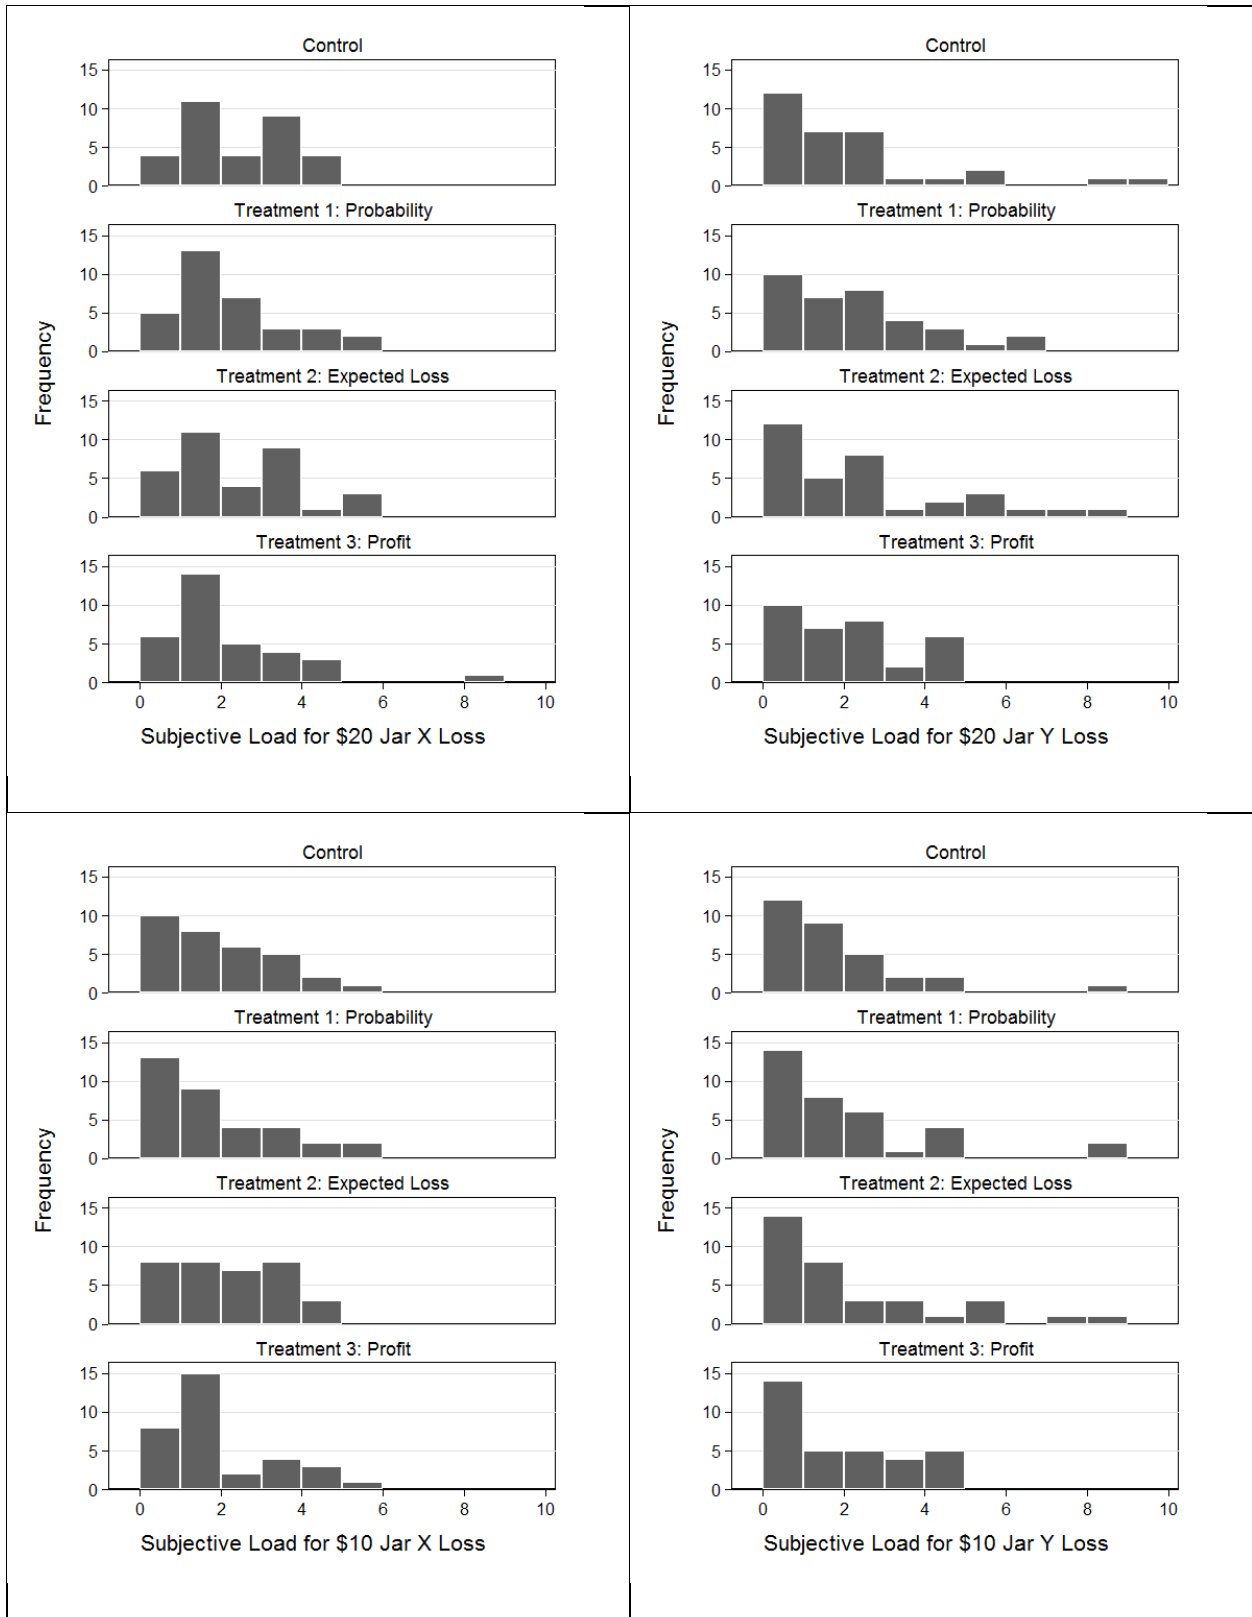 Control
15
10
5
0
Treatment 1: Probability
15
10
5
0
Treatment 2: Expected Loss
15
10
5
0
Treatment 3: Profit
15
10
5
0
0 2 4 6 8 10
Frequency
Subjective Load for $20 Jar X Loss
Control
15
10
5
0
Treatment 1: Probability
15
10
5
0
Treatment 2: Expected Loss
15
10
5
0
Treatment 3: Profit
15
10
5
0
0 2 4 6 8 10
Frequency
Subjective Load for $20 Jar Y Loss
Control
15
10
5
0
Treatment 1: Probability
15
10
5
0
Treatment 2: Expected Loss
15
10
5
0
Treatment 3: Profit
15
10
5
0
0 2 4 6 8 10
Frequency
Subjective Load for $10 Jar X Loss
Control
15
10
5
0
Treatment 1: Probability
15
10
5
0
Treatment 2: Expected Loss
15
10
5
0
Treatment 3: Profit
15
10
5
0
0 2 4 6 8 10
Frequency
Subjective Load for $10 Jar Y Loss